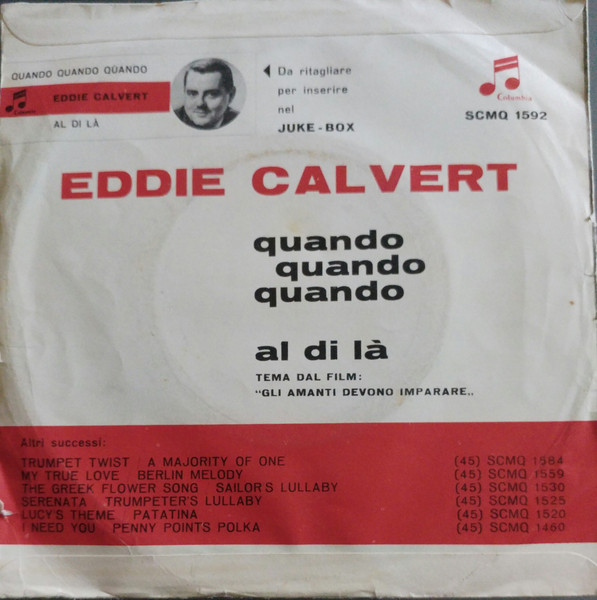 QUANDO QUANDO QUANDO
Columbia EDDIE CALVERT
AL DI LÀ
Da ritagliare
per inserire
nel
JUKE-BOX
Columbia
SCMQ 1592
EDDIE CALVERT
quando
quando
quando
al di là
TEMA DAL FILM:
"GLI AMANTI DEVONO IMPARARE..
Altri successi:
TRUMPET TWIST A MAJORITY OF ONE (45) SCMQ 1584
MY TRUE LOVE BERLIN MELODY (45) SCMQ 1559
THE GREEK FLOWER SONG SAILOR'S LULLABY (45) SCMQ 1530
SERENATA TRUMPETER'S LULLABY (45) SCMQ 1525
LUCY'S THEME PATATINA (45) SCMQ 1520
I NEED YOU PENNY POINTS POLKA (45) SCMQ 1460